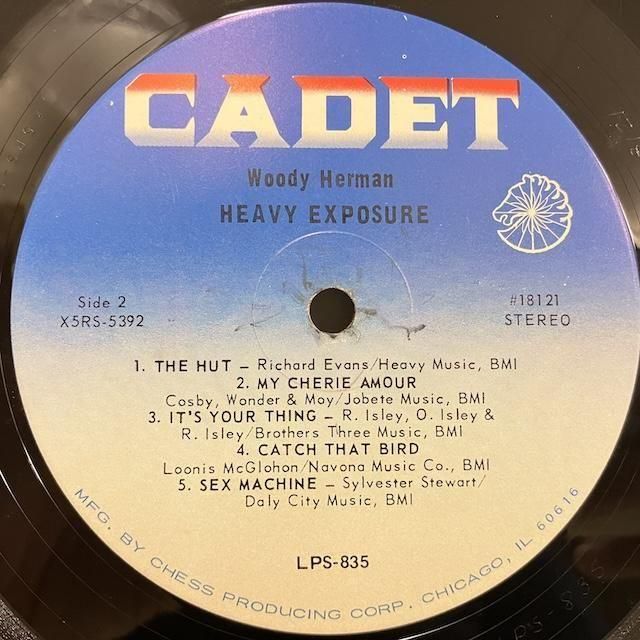 CADET
Woody Herman
HEAVY EXPOSURE
Side 2
X5RS-5392
#18121
STEREO
1. THE HUT – Richard Evans/Heavy Music, BMI
2. MY CHERIE AMOUR
Cosby, Wonder & Moy/Jobete Music, BMI
3. IT'S YOUR THING – R. Isley, O. Isley &
R. Isley/Brothers Three Music, BMI
4. CATCH THAT BIRD
Loonis McGlohon/Navona Music Co., BMI
5. SEX MACHINE – Sylvester Stewart/
Daly City Music, BMI
LPS-835
MFG. BY CHESS PRODUCING CORP. CHICAGO, IL 60616